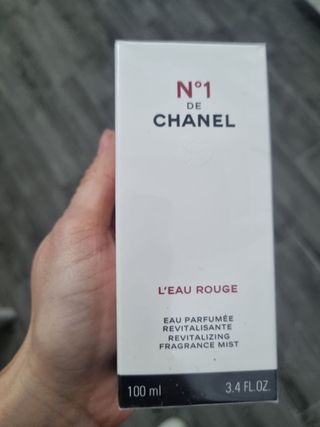 N°1
DE
CHANEL
L'EAU ROUGE
EAU PARFUMÉE
REVITALISANTE
REVITALIZING
FRAGRANCE MIST
100 ml 3.4 FL.OZ.